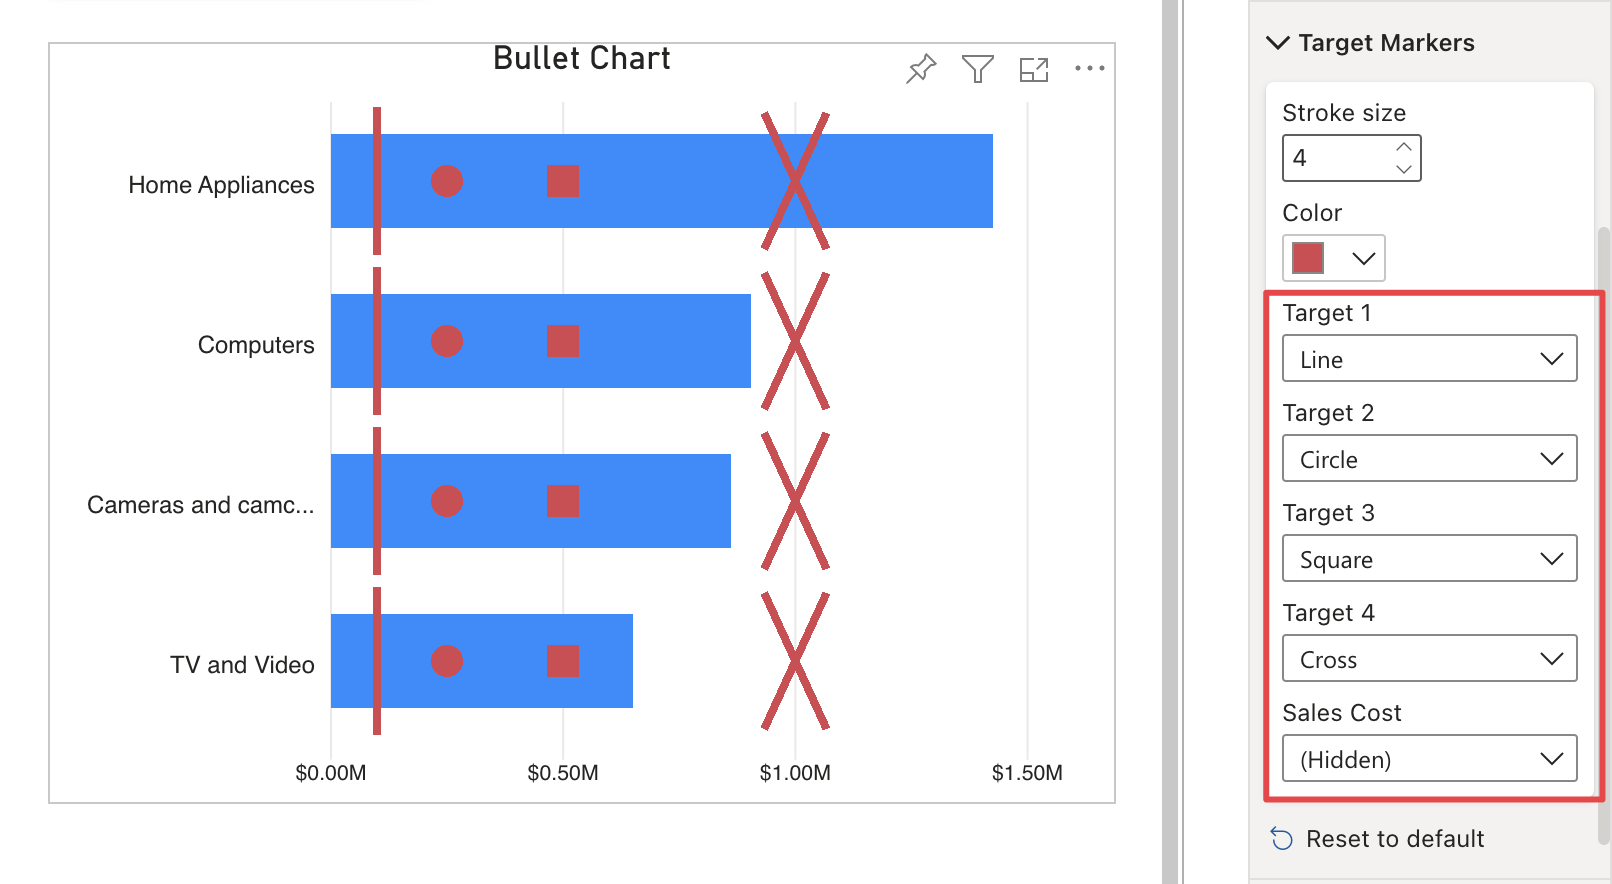 Bullet Chart
Home Appliances
Computers
Cameras and camc...
TV and Video
$0.00M
$0.50M
$1.00M
$1.50M
Target Markers
Stroke size
4
Color
Target 1
Line
Target 2
Circle
Target 3
Square
Target 4
Cross
Sales Cost
(Hidden)
Reset to default